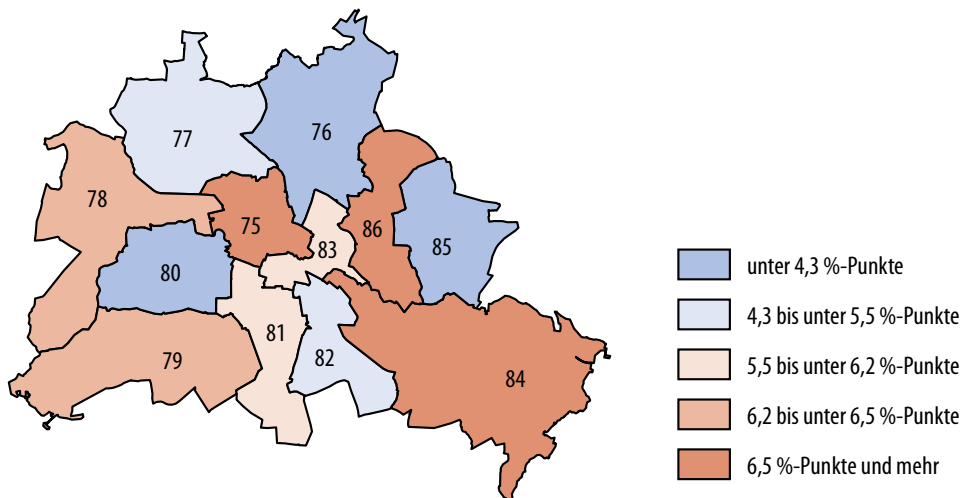 76
77
78
75
86
85
83
80
81
82
79
84
unter 4,3 %-Punkte
4,3 bis unter 5,5 %-Punkte
5,5 bis unter 6,2 %-Punkte
6,2 bis unter 6,5 %-Punkte
6,5 %-Punkte und mehr